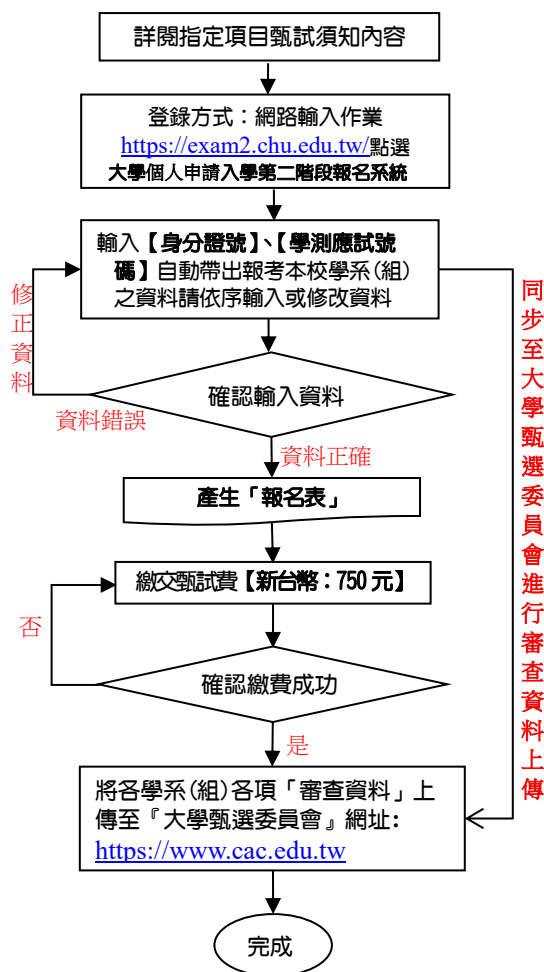 詳閱指定項目甄試須知內容
登錄方式：網路輸入作業
https://exam2.chu.edu.tw/點選
大學個人申請入學第二階段報名系統
輸入【身分證號】、【學測應試號
碼】自動帶出報考本校學系(組)
之資料請依序輸入或修改資料
修正資料
同步至大學甄選委員會進行審查資料上傳
確認輸入資料
資料錯誤
資料正確
產生「報名表」
繳交甄試費【新台幣：750 元】
否
確認繳費成功
是
將各學系(組)各項「審查資料」上
傳至『大學甄選委員會』網址:
https://www.cac.edu.tw
完成